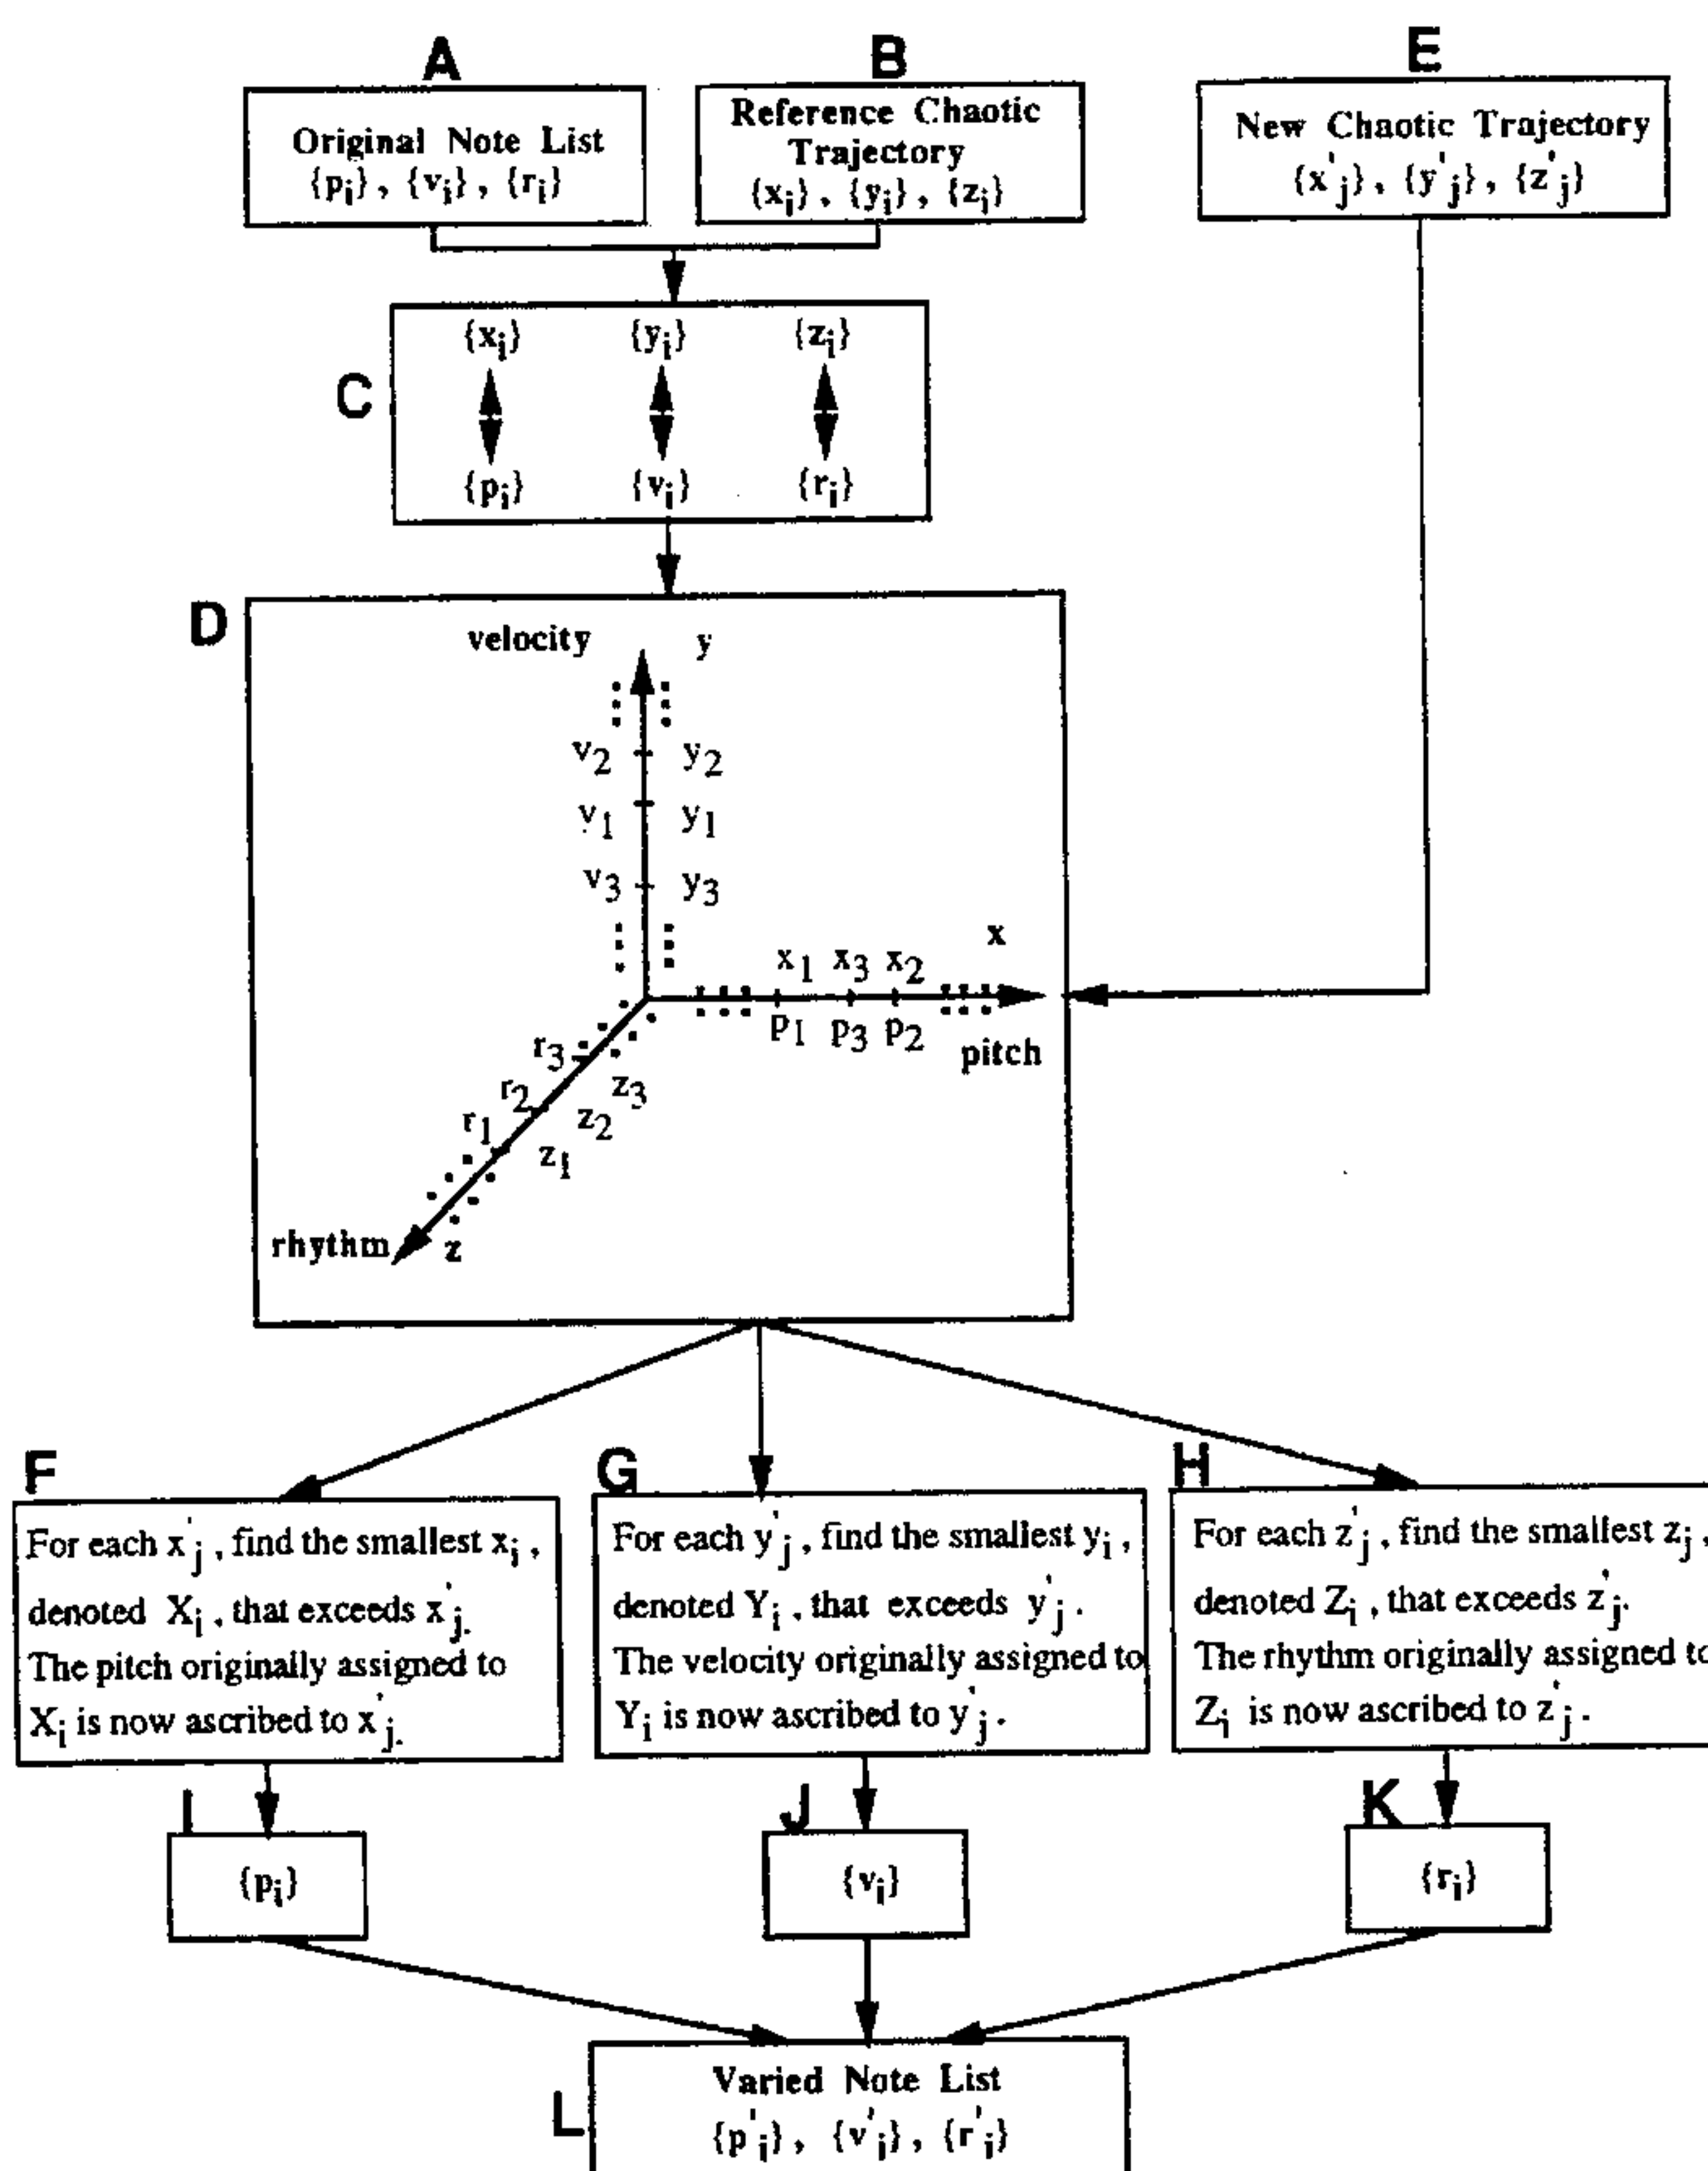 A
Original Note List
{pi}, {vi}, {ri}
B
Reference Chaotic
Trajectory
{xi}, {yi}, {zi}
E
New Chaotic Trajectory
{x'j}, {y'j}, {z'j}
C
{xi} {yi} {zi}
{pi} {vi} {ri}
D
velocity y
v2 y2
v1 y1
v3 y3
x
x1 x3 x2
p1 p3 p2
pitch
r3 z3
r2 z2
r1 z1
rhythm z
F
For each x'j, find the smallest xi,
denoted Xi, that exceeds x'j.
The pitch originally assigned to
Xi is now ascribed to x'j.
G
For each y'j, find the smallest yi,
denoted Yi, that exceeds y'j.
The velocity originally assigned to
Yi is now ascribed to y'j.
H
For each z'j, find the smallest zi,
denoted Zi, that exceeds z'j.
The rhythm originally assigned to
Zi is now ascribed to z'j.
I
{pi}
J
{vi}
K
{ri}
L
Varied Note List
{p'i}, {v'i}, {r'i}